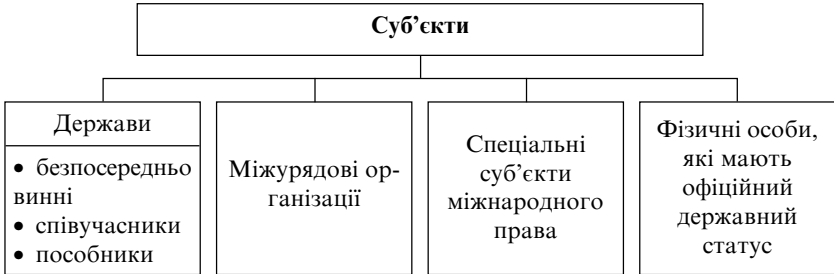 Суб’єкти
Держави
• безпосередньо
винні
• співучасники
• пособники
Міжурядові ор-
ганізації
Спеціальні
суб’єкти
міжнародного
права
Фізичні особи,
які мають
офіційний
державний
статус